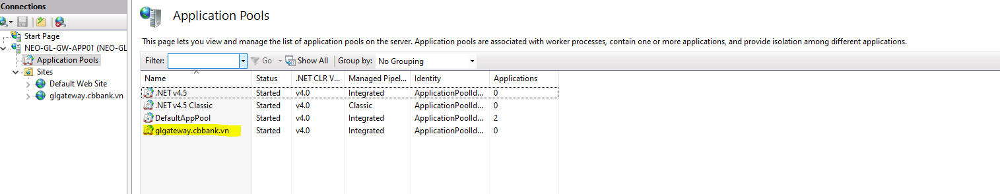 Connections
Start Page
NEO-GL-GW-APP01 (NEO-GL
Application Pools
Sites
Default Web Site
glgateway.cbbank.vn
Application Pools
This page lets you view and manage the list of application pools on the server. Application pools are associated with worker processes, contain one or more applications, and provide isolation among different applications.
Filter: Go Show All Group by: No Grouping
Name Status .NET CLR V... Managed Pipel... Identity Applications
.NET v4.5 Started v4.0 Integrated ApplicationPoolId... 0
.NET v4.5 Classic Started v4.0 Classic ApplicationPoolId... 0
DefaultAppPool Started v4.0 Integrated ApplicationPoolId... 2
glgateway.cbbank.vn Started v4.0 Integrated ApplicationPoolId... 0